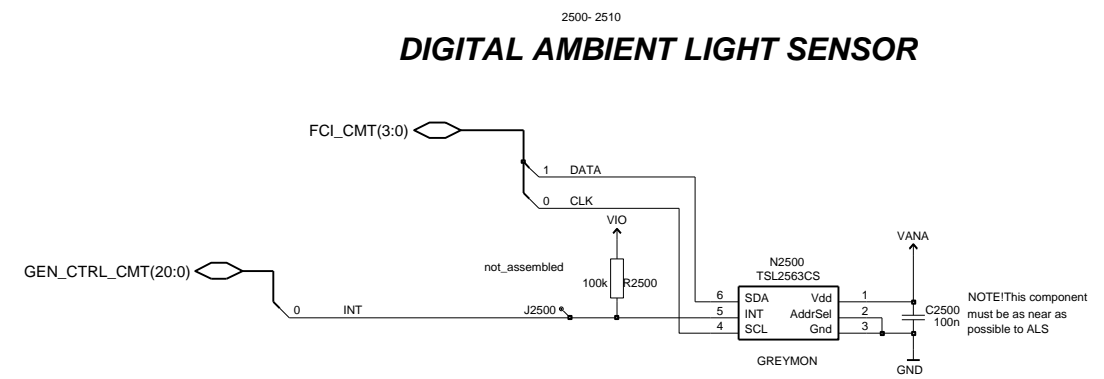 2500- 2510
DIGITAL AMBIENT LIGHT SENSOR
FCI_CMT(3:0)
1 DATA
0 CLK
VIO
VANA
GEN_CTRL_CMT(20:0)
not_assembled
100k R2500
N2500
TSL2563CS
0 INT
J2500
6 SDA Vdd 1
5 INT AddrSel 2
4 SCL Gnd 3
C2500
100n
NOTE!This component
must be as near as
possible to ALS
GREYMON
GND